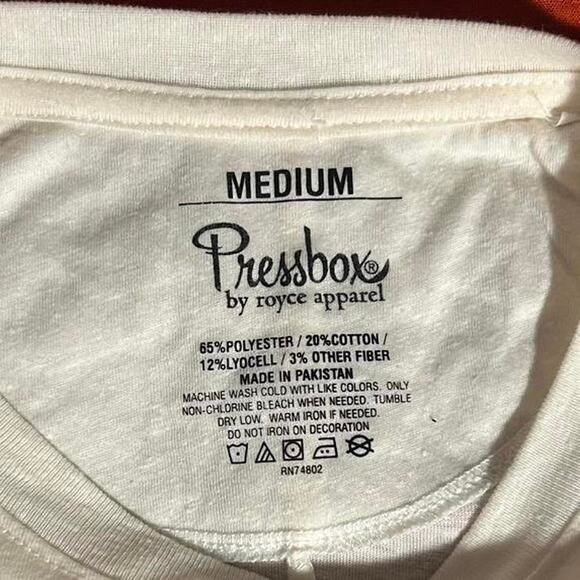 MEDIUM
Pressbox®
by royce apparel
65%POLYESTER / 20%COTTON /
12%LYOCELL / 3% OTHER FIBER
MADE IN PAKISTAN
MACHINE WASH COLD WITH LIKE COLORS. ONLY
NON-CHLORINE BLEACH WHEN NEEDED. TUMBLE
DRY LOW. WARM IRON IF NEEDED.
DO NOT IRON ON DECORATION
RN74802